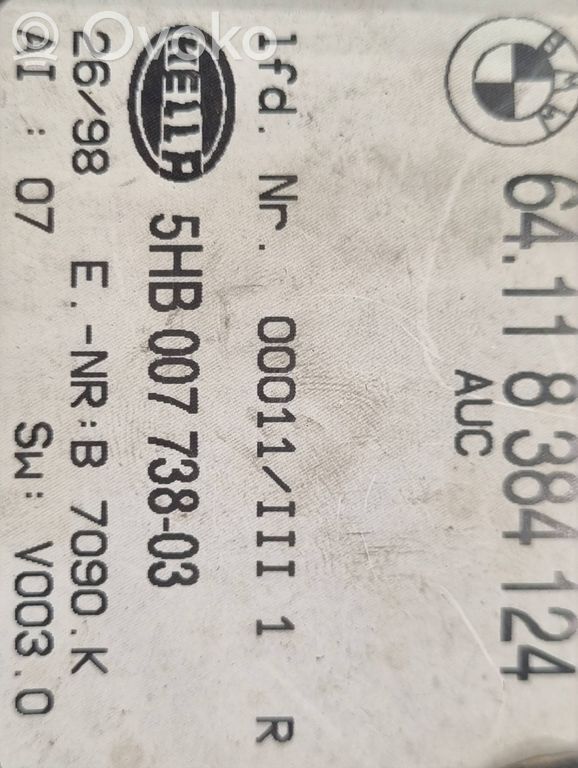 BMW
64.11 8 384 124
AUC
lfd. Nr. 00011/III 1 R
HELLA 5HB 007 738-03
26/98 E.-NR:B 7090.K
AI : 07 SW: V003.0
Ovoko